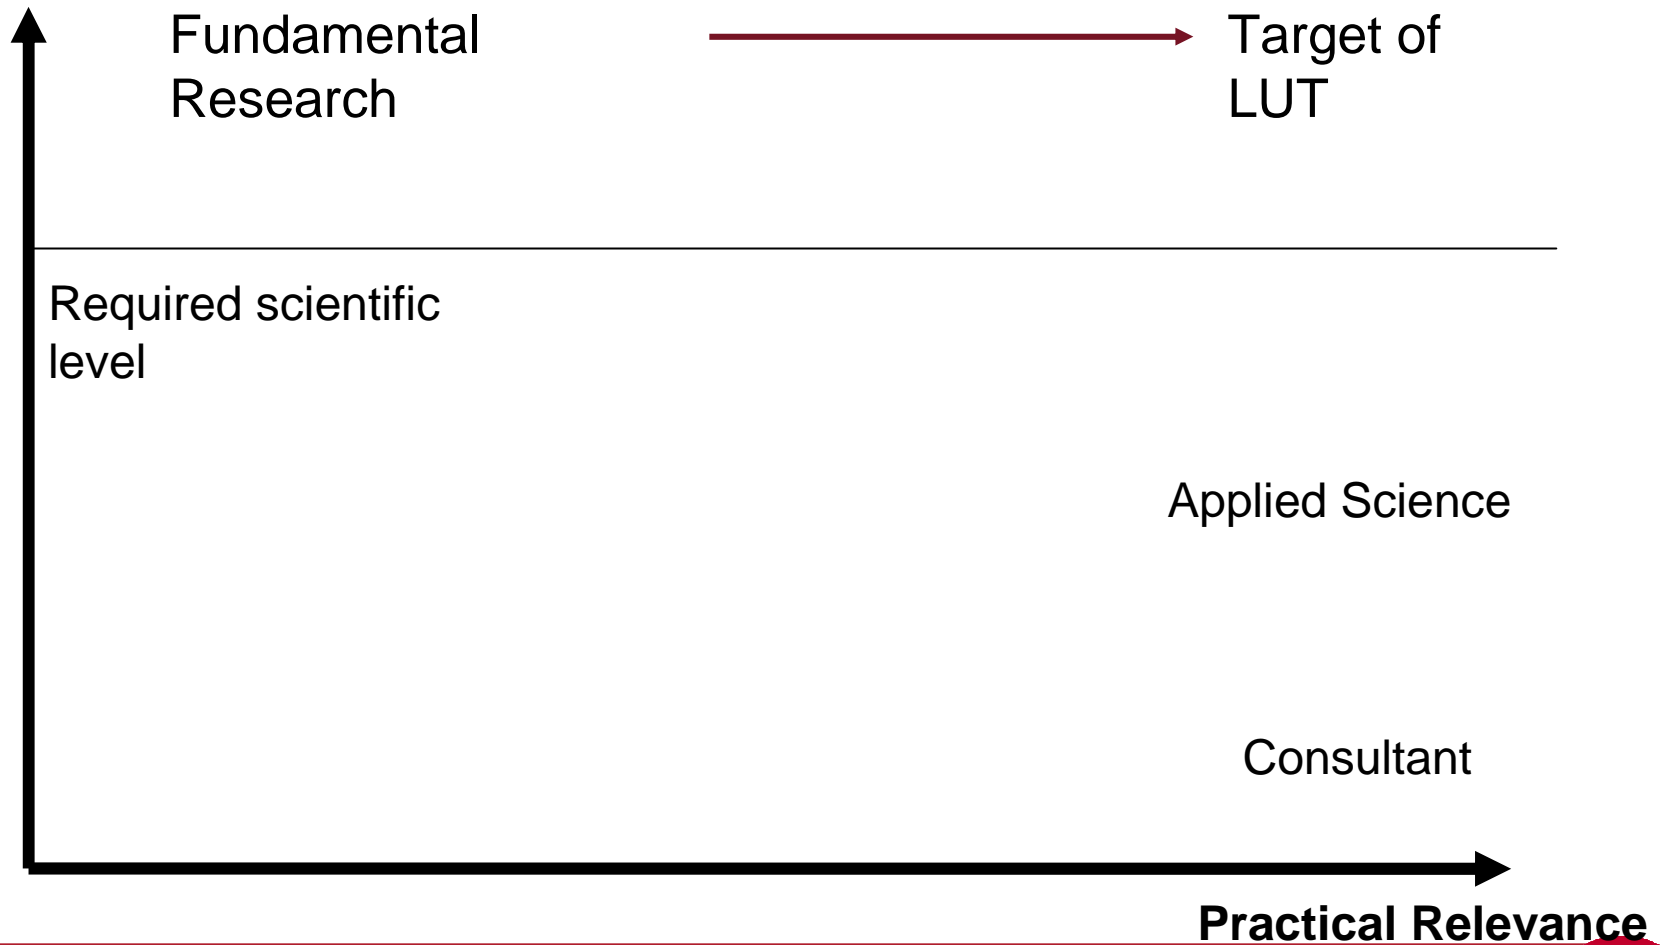 Fundamental
Research
Target of
LUT
Required scientific
level
Applied Science
Consultant
Practical Relevance